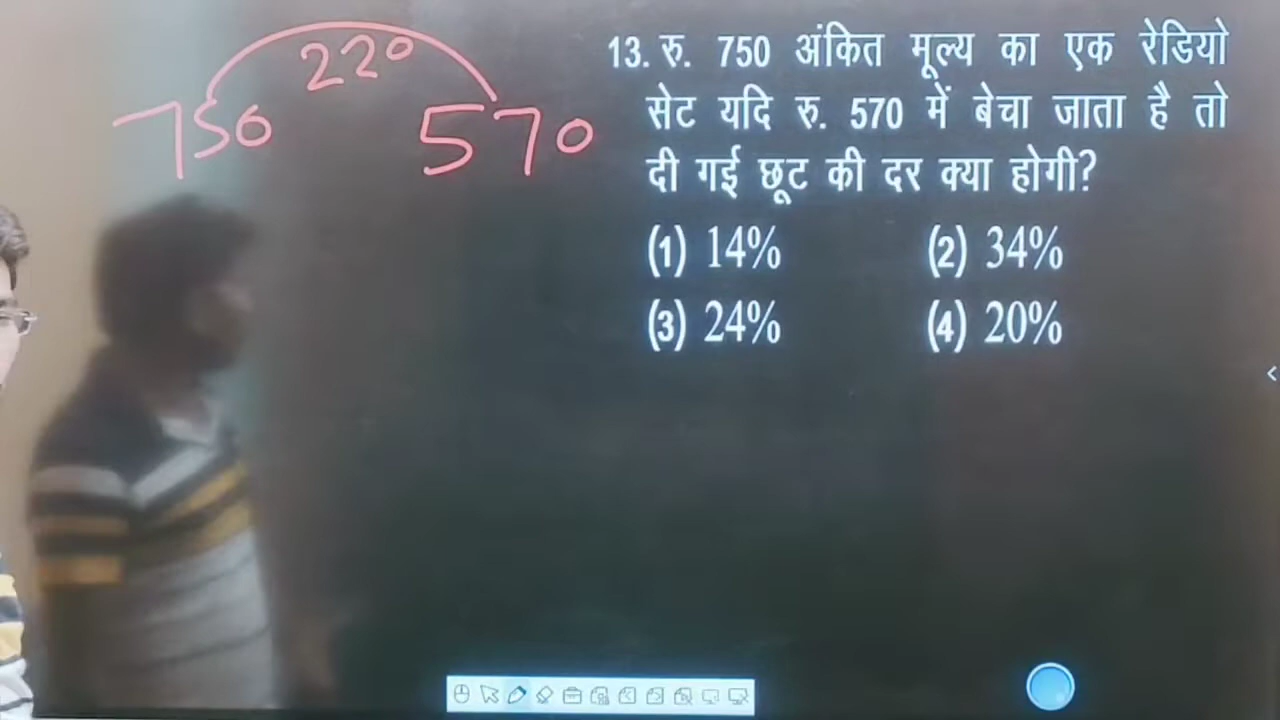 220
750 570
13. रु. 750 अंकित मूल्य का एक रेडियो
सेट यदि रु. 570 में बेचा जाता है तो
दी गई छूट की दर क्या होगी?
(1) 14% (2) 34%
(3) 24% (4) 20%